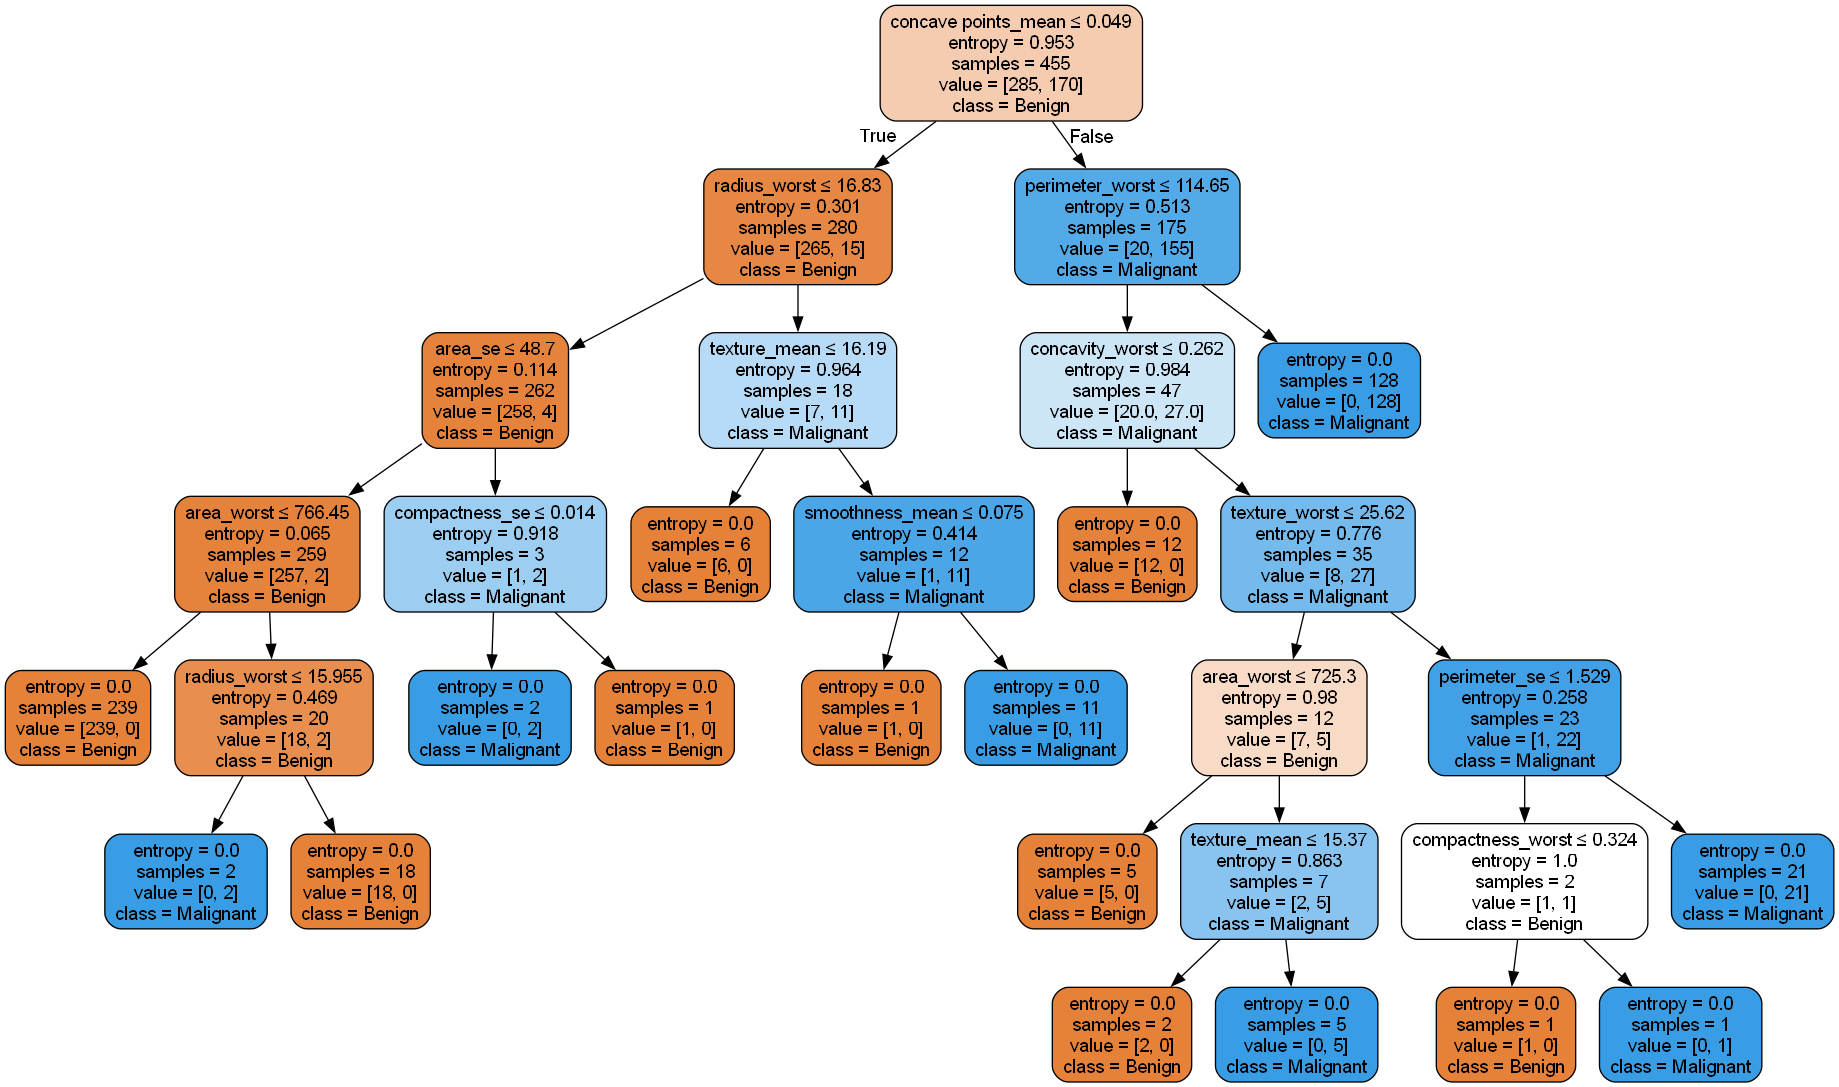 concave points_mean ≤ 0.049
entropy = 0.953
samples = 455
value = [285, 170]
class = Benign
True
False
radius_worst ≤ 16.83
entropy = 0.301
samples = 280
value = [265, 15]
class = Benign
perimeter_worst ≤ 114.65
entropy = 0.513
samples = 175
value = [20, 155]
class = Malignant
area_se ≤ 48.7
entropy = 0.114
samples = 262
value = [258, 4]
class = Benign
texture_mean ≤ 16.19
entropy = 0.964
samples = 18
value = [7, 11]
class = Malignant
concavity_worst ≤ 0.262
entropy = 0.984
samples = 47
value = [20.0, 27.0]
class = Malignant
entropy = 0.0
samples = 128
value = [0, 128]
class = Malignant
area_worst ≤ 766.45
entropy = 0.065
samples = 259
value = [257, 2]
class = Benign
compactness_se ≤ 0.014
entropy = 0.918
samples = 3
value = [1, 2]
class = Malignant
entropy = 0.0
samples = 6
value = [6, 0]
class = Benign
smoothness_mean ≤ 0.075
entropy = 0.414
samples = 12
value = [1, 11]
class = Malignant
entropy = 0.0
samples = 12
value = [12, 0]
class = Benign
texture_worst ≤ 25.62
entropy = 0.776
samples = 35
value = [8, 27]
class = Malignant
entropy = 0.0
samples = 239
value = [239, 0]
class = Benign
radius_worst ≤ 15.955
entropy = 0.469
samples = 20
value = [18, 2]
class = Benign
entropy = 0.0
samples = 2
value = [0, 2]
class = Malignant
entropy = 0.0
samples = 1
value = [1, 0]
class = Benign
entropy = 0.0
samples = 1
value = [1, 0]
class = Benign
entropy = 0.0
samples = 11
value = [0, 11]
class = Malignant
area_worst ≤ 725.3
entropy = 0.98
samples = 12
value = [7, 5]
class = Benign
perimeter_se ≤ 1.529
entropy = 0.258
samples = 23
value = [1, 22]
class = Malignant
entropy = 0.0
samples = 2
value = [0, 2]
class = Malignant
entropy = 0.0
samples = 18
value = [18, 0]
class = Benign
entropy = 0.0
samples = 5
value = [5, 0]
class = Benign
texture_mean ≤ 15.37
entropy = 0.863
samples = 7
value = [2, 5]
class = Malignant
compactness_worst ≤ 0.324
entropy = 1.0
samples = 2
value = [1, 1]
class = Benign
entropy = 0.0
samples = 21
value = [0, 21]
class = Malignant
entropy = 0.0
samples = 2
value = [2, 0]
class = Benign
entropy = 0.0
samples = 5
value = [0, 5]
class = Malignant
entropy = 0.0
samples = 1
value = [1, 0]
class = Benign
entropy = 0.0
samples = 1
value = [0, 1]
class = Malignant